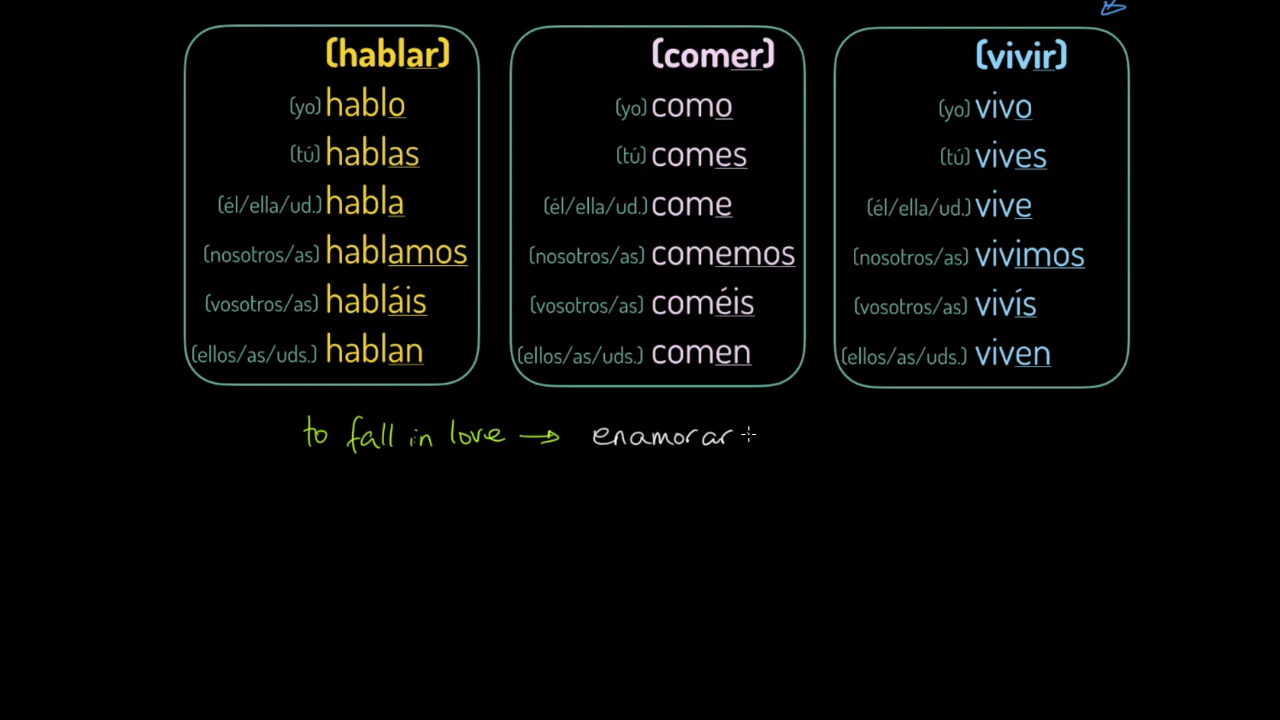 (hablar)
(yo) hablo
(tú) hablas
(él/ella/ud.) habla
(nosotros/as) hablamos
(vosotros/as) habláis
(ellos/as/uds.) hablan
(comer)
(yo) como
(tú) comes
(él/ella/ud.) come
(nosotros/as) comemos
(vosotros/as) coméis
(ellos/as/uds.) comen
(vivir)
(yo) vivo
(tú) vives
(él/ella/ud.) vive
(nosotros/as) vivimos
(vosotros/as) vivís
(ellos/as/uds.) viven
to fall in love → enamorar